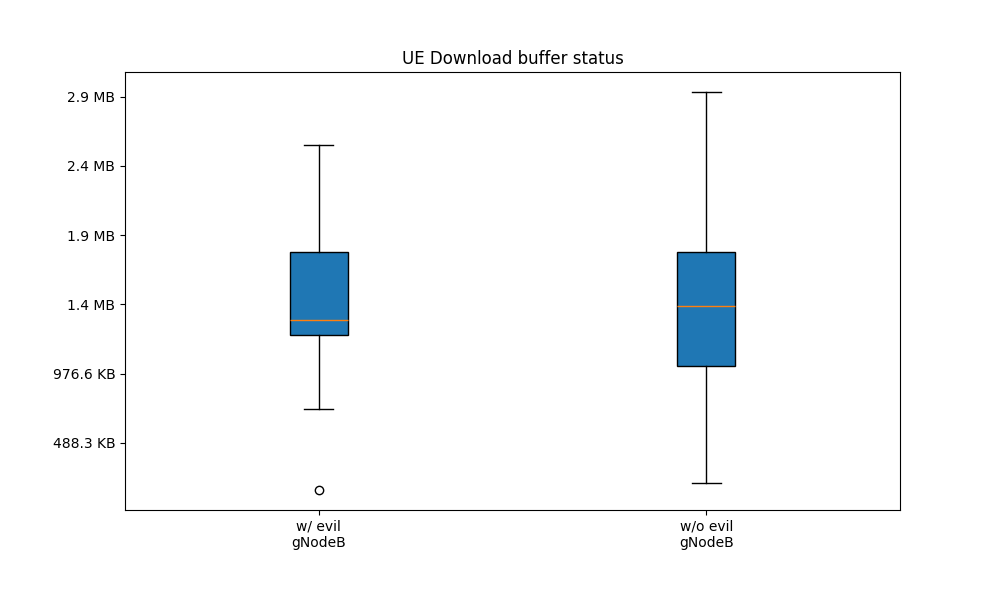 UE Download buffer status
2.9 MB
2.4 MB
1.9 MB
1.4 MB
976.6 KB
488.3 KB
w/ evil
gNodeB
w/o evil
gNodeB